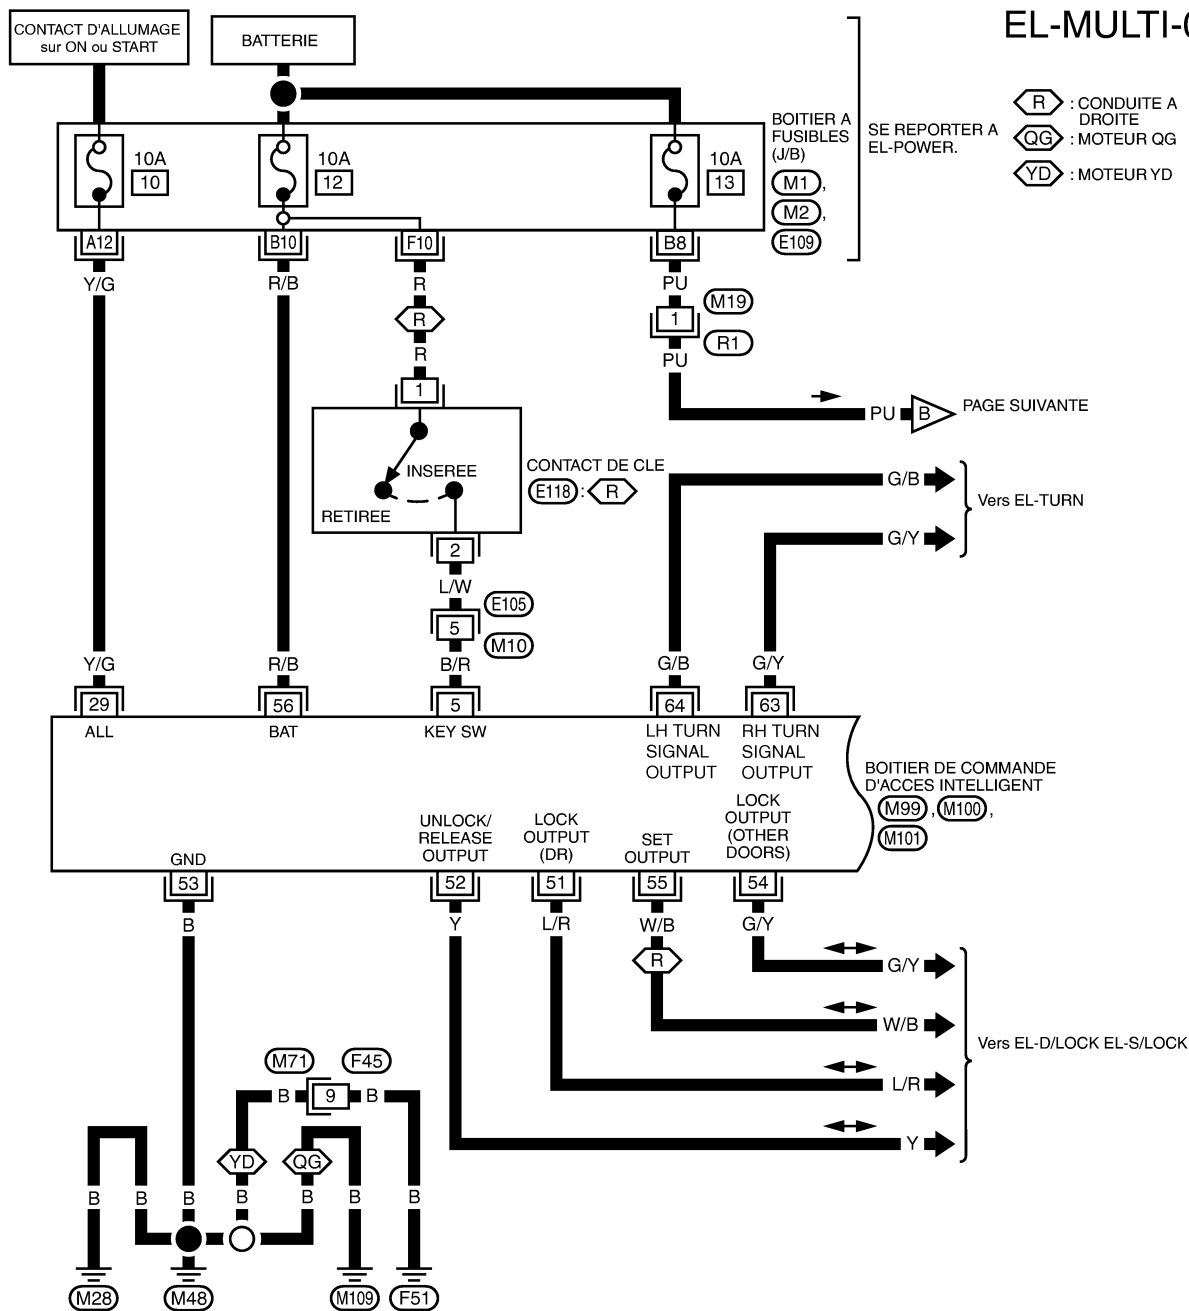 EL-MULTI-
CONTACT D'ALLUMAGE
sur ON ou START
BATTERIE
R : CONDUITE A
DROITE
QG : MOTEUR QG
YD : MOTEUR YD
BOITIER A
FUSIBLES
(J/B)
M1,
M2,
E109
SE REPORTER A
EL-POWER.
10A
10
10A
12
10A
13
A12
B10
F10
B8
Y/G
R/B
R
PU
R
M19
1
R1
R
PU
1
PU
B
PAGE SUIVANTE
INSEREE
RETIREE
CONTACT DE CLE
E118 : R
G/B
Vers EL-TURN
G/Y
2
L/W
E105
5
M10
Y/G
R/B
B/R
G/B
G/Y
29
56
5
64
63
ALL
BAT
KEY SW
LH TURN
SIGNAL
OUTPUT
RH TURN
SIGNAL
OUTPUT
BOITIER DE COMMANDE
D'ACCES INTELLIGENT
M99, M100,
M101
GND
UNLOCK/
RELEASE
OUTPUT
LOCK
OUTPUT
(DR)
SET
OUTPUT
LOCK
OUTPUT
(OTHER
DOORS)
53
52
51
55
54
B
Y
L/R
W/B
G/Y
R
G/Y
W/B
Vers EL-D/LOCK EL-S/LOCK
L/R
Y
M71
F45
B
9
B
YD
QG
B
B
B
B
B
B
B
M28
M48
M109
F51